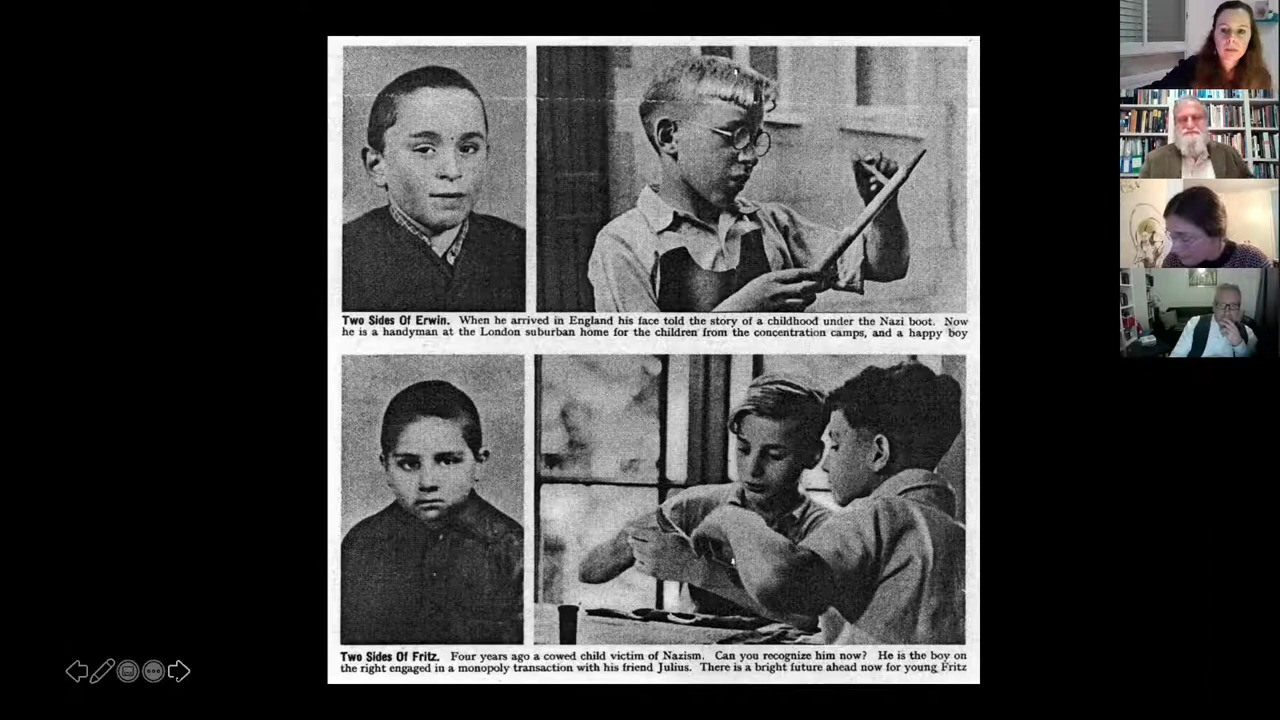 Two Sides Of Erwin. When he arrived in England his face told the story of a childhood under the Nazi boot. Now
he is a handyman at the London suburban home for the children from the concentration camps, and a happy boy
Two Sides Of Fritz. Four years ago a cowed child victim of Nazism. Can you recognize him now? He is the boy on
the right engaged in a monopoly transaction with his friend Julius. There is a bright future ahead now for young Fritz